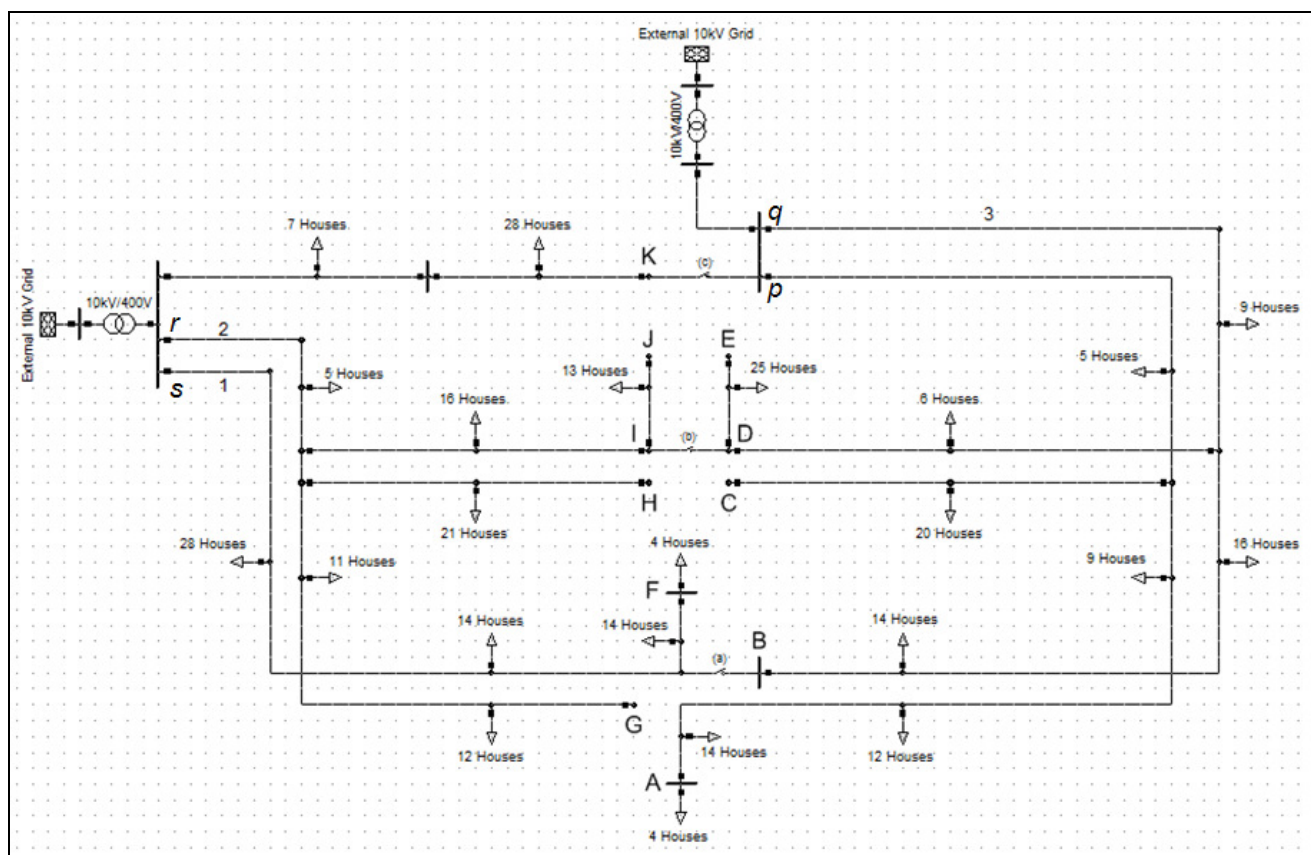 External 10kV Grid
10kV/400V
q
3
7 Houses
28 Houses
K
(c)
p
External 10kV Grid
10kV/400V
r
2
s
1
9 Houses
J
E
5 Houses
13 Houses
25 Houses
5 Houses
16 Houses
6 Houses
I
(b)
D
H
C
21 Houses
20 Houses
28 Houses
11 Houses
4 Houses
9 Houses
16 Houses
F
14 Houses
14 Houses
B
14 Houses
(a)
G
12 Houses
14 Houses
12 Houses
A
4 Houses